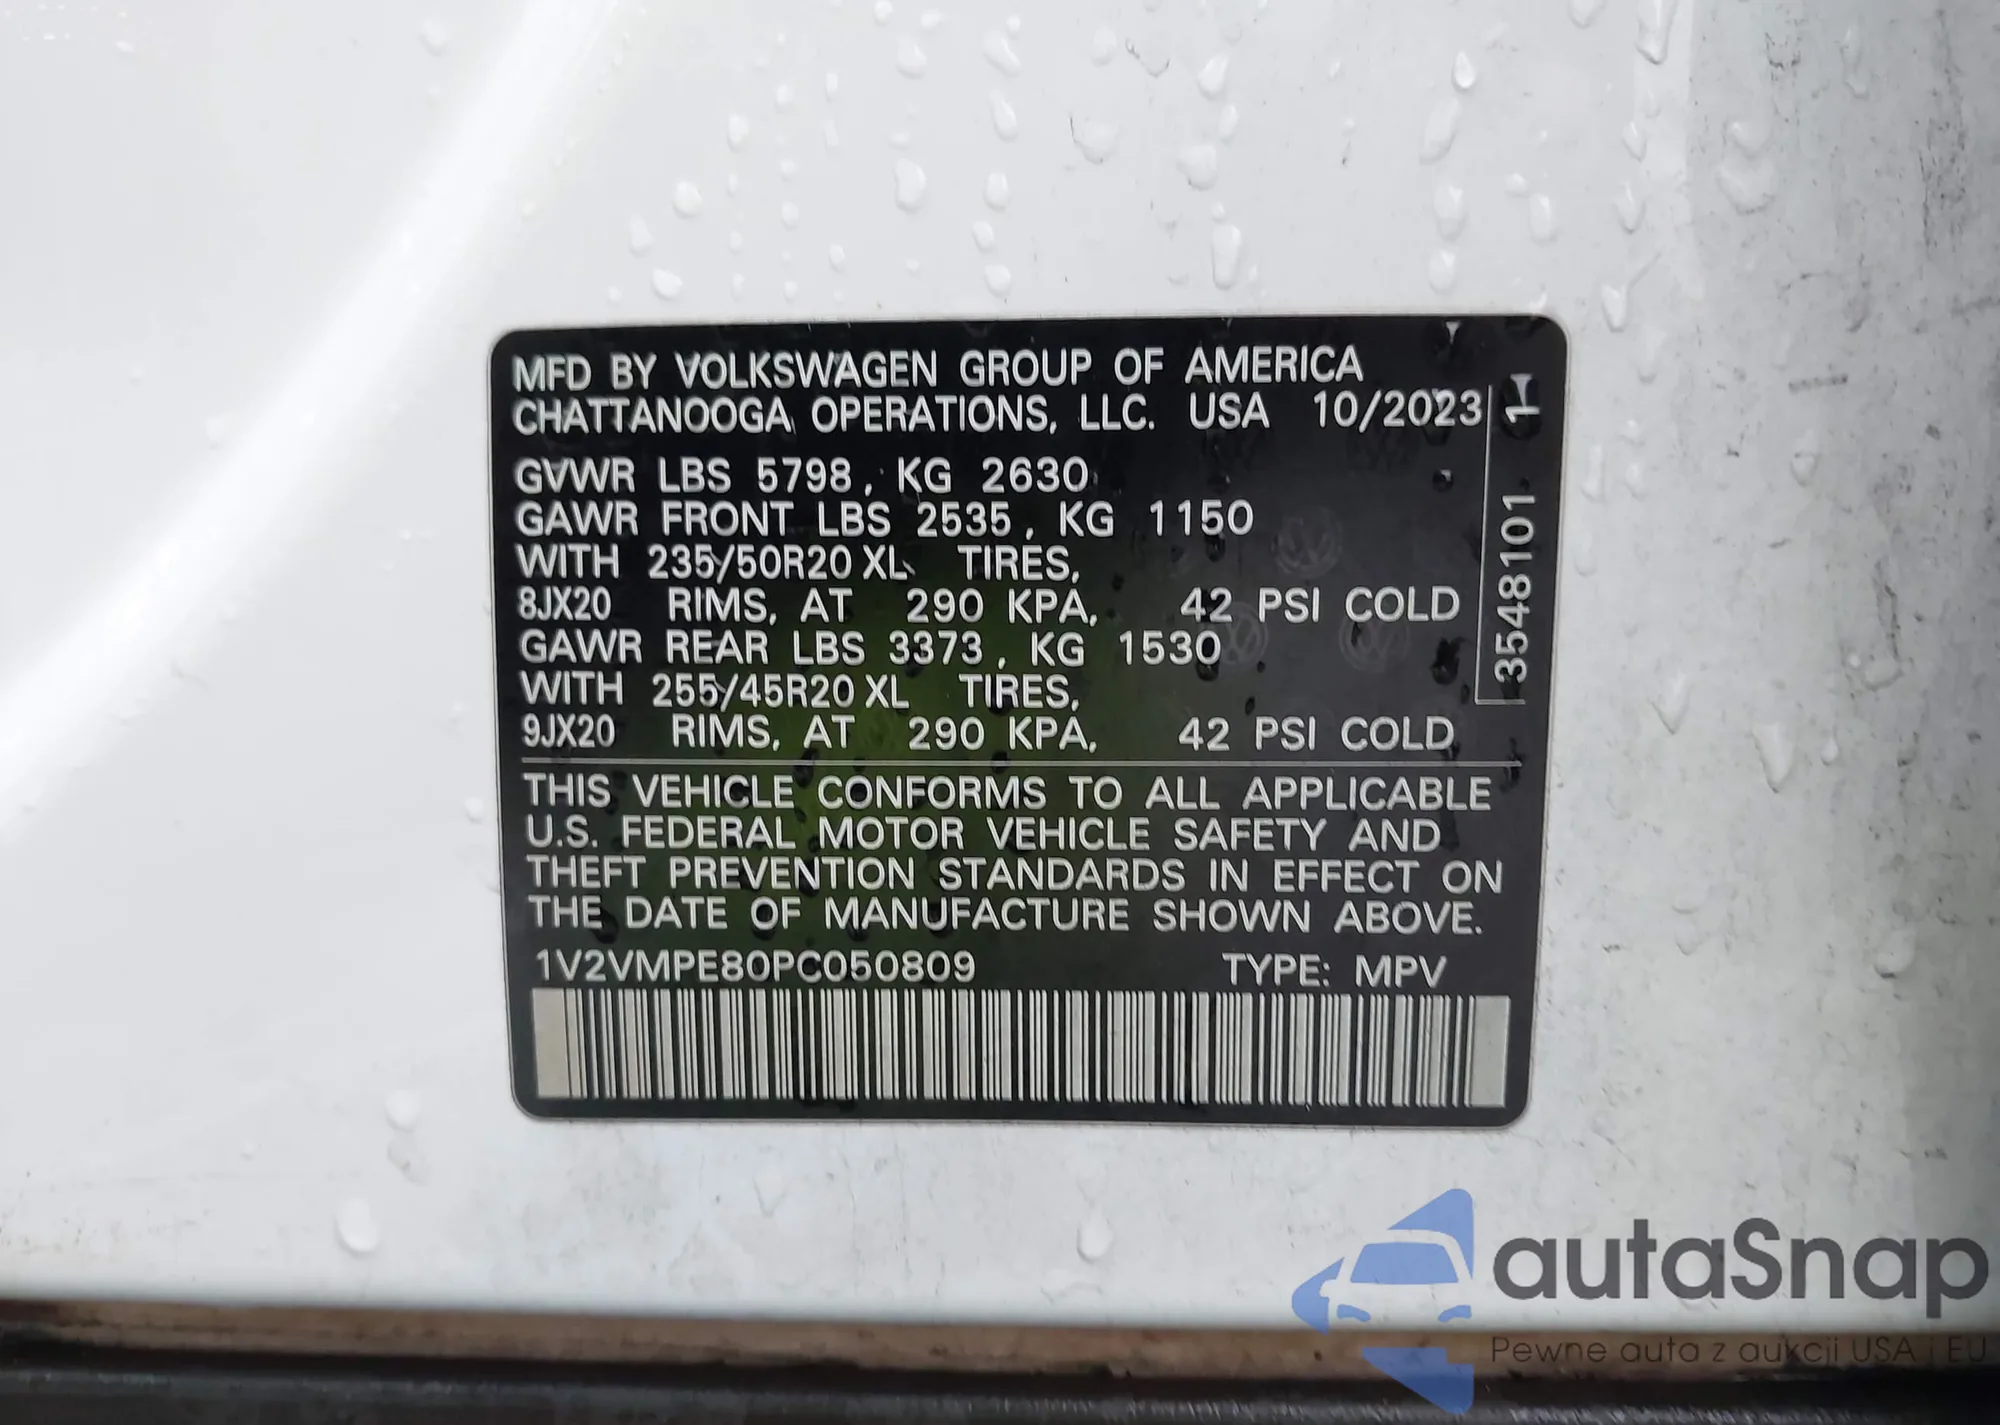 MFD BY VOLKSWAGEN GROUP OF AMERICA
CHATTANOOGA OPERATIONS, LLC. USA 10/2023
GVWR LBS 5798, KG 2630
GAWR FRONT LBS 2535, KG 1150
WITH 235/50R20 XL TIRES,
8JX20 RIMS, AT 290 KPA, 42 PSI COLD
GAWR REAR LBS 3373, KG 1530
WITH 255/45R20 XL TIRES,
9JX20 RIMS, AT 290 KPA, 42 PSI COLD
THIS VEHICLE CONFORMS TO ALL APPLICABLE
U.S. FEDERAL MOTOR VEHICLE SAFETY AND
THEFT PREVENTION STANDARDS IN EFFECT ON
THE DATE OF MANUFACTURE SHOWN ABOVE.
1V2VMPE80PC050809 TYPE: MPV
3548101 1
autaSnap
Pewne auta z aukcji USA i EU